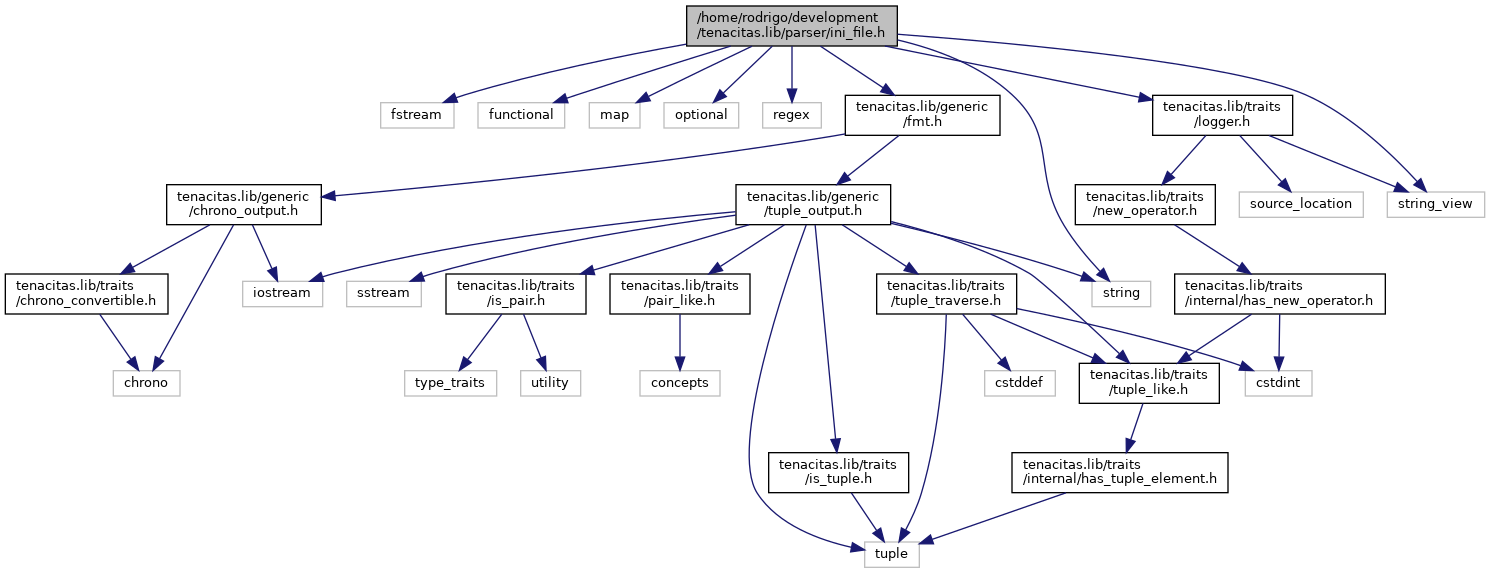 /home/rodrigo/development
/tenacitas.lib/parser/ini_file.h
fstream
functional
map
optional
regex
tenacitas.lib/generic
/fmt.h
tenacitas.lib/traits
/logger.h
tenacitas.lib/generic
/chrono_output.h
tenacitas.lib/generic
/tuple_output.h
tenacitas.lib/traits
/new_operator.h
source_location
string_view
tenacitas.lib/traits
/chrono_convertible.h
iostream
sstream
tenacitas.lib/traits
/is_pair.h
tenacitas.lib/traits
/pair_like.h
tenacitas.lib/traits
/tuple_traverse.h
string
tenacitas.lib/traits
/internal/has_new_operator.h
chrono
type_traits
utility
concepts
cstddef
tenacitas.lib/traits
/tuple_like.h
cstdint
tenacitas.lib/traits
/is_tuple.h
tenacitas.lib/traits
/internal/has_tuple_element.h
tuple